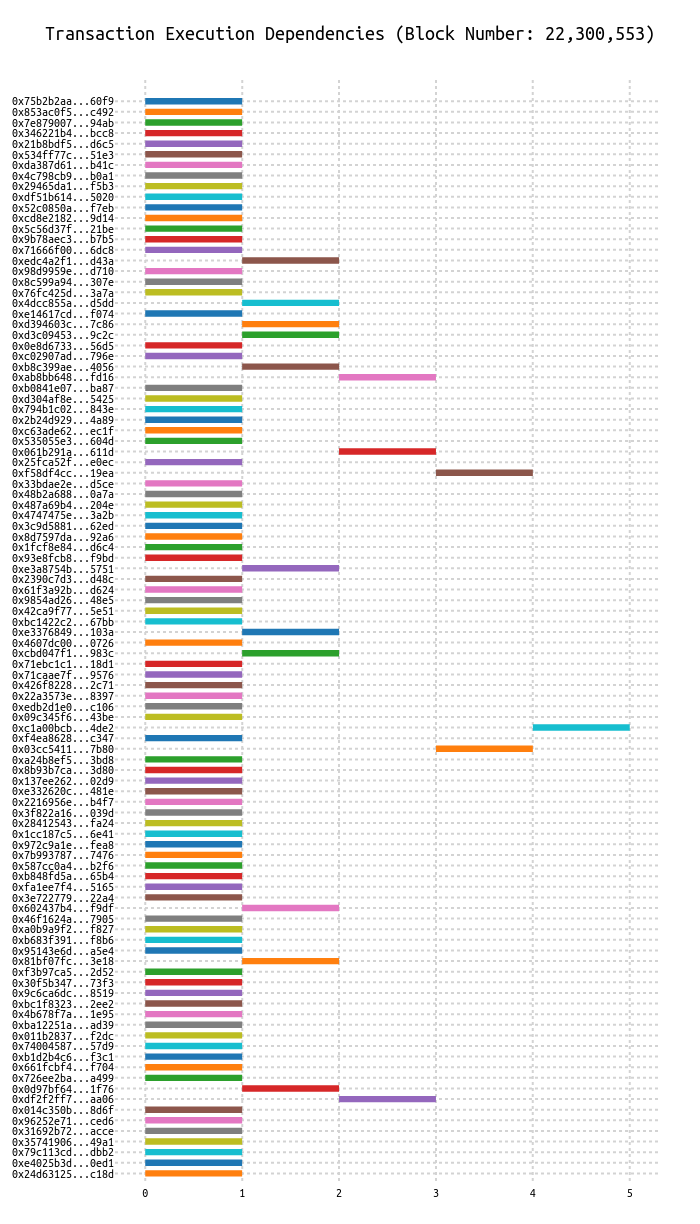 Transaction Execution Dependencies (Block Number: 22,300,553)
0x75b2b2aa...60f9
0x853ac0f5...c492
0x7e879007...94ab
0x346221b4...bcc8
0x21b8bdf5...d6c5
0x534ff77c...51e3
0xda387d61...b41c
0x4c798cb9...b0a1
0x29465da1...f5b3
0xdf51b614...5020
0x52c0850a...f7eb
0xcd8e2182...9d14
0x5c56d37f...21be
0x9b78aec3...b7b5
0x71666f00...6dc8
0xedc4a2f1...d43a
0x98d9959e...d710
0x8c599a94...307e
0x76fc425d...3a7a
0x4dcc855a...d5dd
0xe14617cd...f074
0xd394603c...7c86
0xd3c09453...9c2c
0x0e8d6733...56d5
0xc02907ad...796e
0xb8c399ae...4056
0xab8bb648...fd16
0xb0841e07...ba87
0xd304af8e...5425
0x794b1c02...843e
0x2b24d929...4a89
0xc63ade62...ec1f
0x535055e3...604d
0x061b291a...611d
0x25fca52f...e0ec
0xf58df4cc...19ea
0x33bdae2e...d5ce
0x48b2a688...0a7a
0x487a69b4...204e
0x4747475e...3a2b
0x3c9d5881...62ed
0x8d7597da...92a6
0x1fcf8e84...d6c4
0x93e8fcb8...f9bd
0xe3a8754b...5751
0x2390c7d3...d48c
0x61f3a92b...d624
0x9854ad26...48e5
0x42ca9f77...5e51
0xbc1422c2...67bb
0xe3376849...103a
0x4607dc00...0726
0xcbd047f1...983c
0x71ebc1c1...18d1
0x71caae7f...9576
0x426f8228...2c71
0x22a3573e...8397
0xedb2d1e0...c106
0x09c345f6...43be
0xc1a00bcb...4de2
0xf4ea8628...c347
0x03cc5411...7b80
0xa24b8ef5...3bd8
0x8b93b7ca...3d80
0x137ee262...02d9
0xe332620c...481e
0x2216956e...b4f7
0x3f822a16...039d
0x28412543...fa24
0x1cc187c5...6e41
0x972c9a1e...fea8
0x7b993787...7476
0x587cc0a4...b2f6
0xb848fd5a...65b4
0xfa1ee7f4...5165
0x3e722779...22a4
0x602437b4...f9df
0x46f1624a...7905
0xa0b9a9f2...f827
0xb683f391...f8b6
0x95143e6d...a5e4
0x81bf07fc...3e18
0xf3b97ca5...2d52
0x30f5b347...73f3
0x9c6ca6dc...8519
0xbc1f8323...2ee2
0x4b678f7a...1e95
0xba12251a...ad39
0x011b2837...f2dc
0x74004587...57d9
0xb1d2b4c6...f3c1
0x661fcbf4...f704
0x726ee2ba...a499
0x0d97bf64...1f76
0xdf2f2ff7...aa06
0x014c350b...8d6f
0x96252e71...ced6
0x31692b72...acce
0x35741906...49a1
0x79c113cd...dbb2
0xe4025b3d...0ed1
0x24d63125...c18d
0 1 2 3 4 5